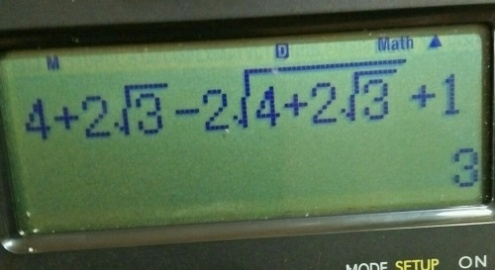 M D Math ▲
4+2√3-2√4+2√3+1
3
MODE SETUP ON